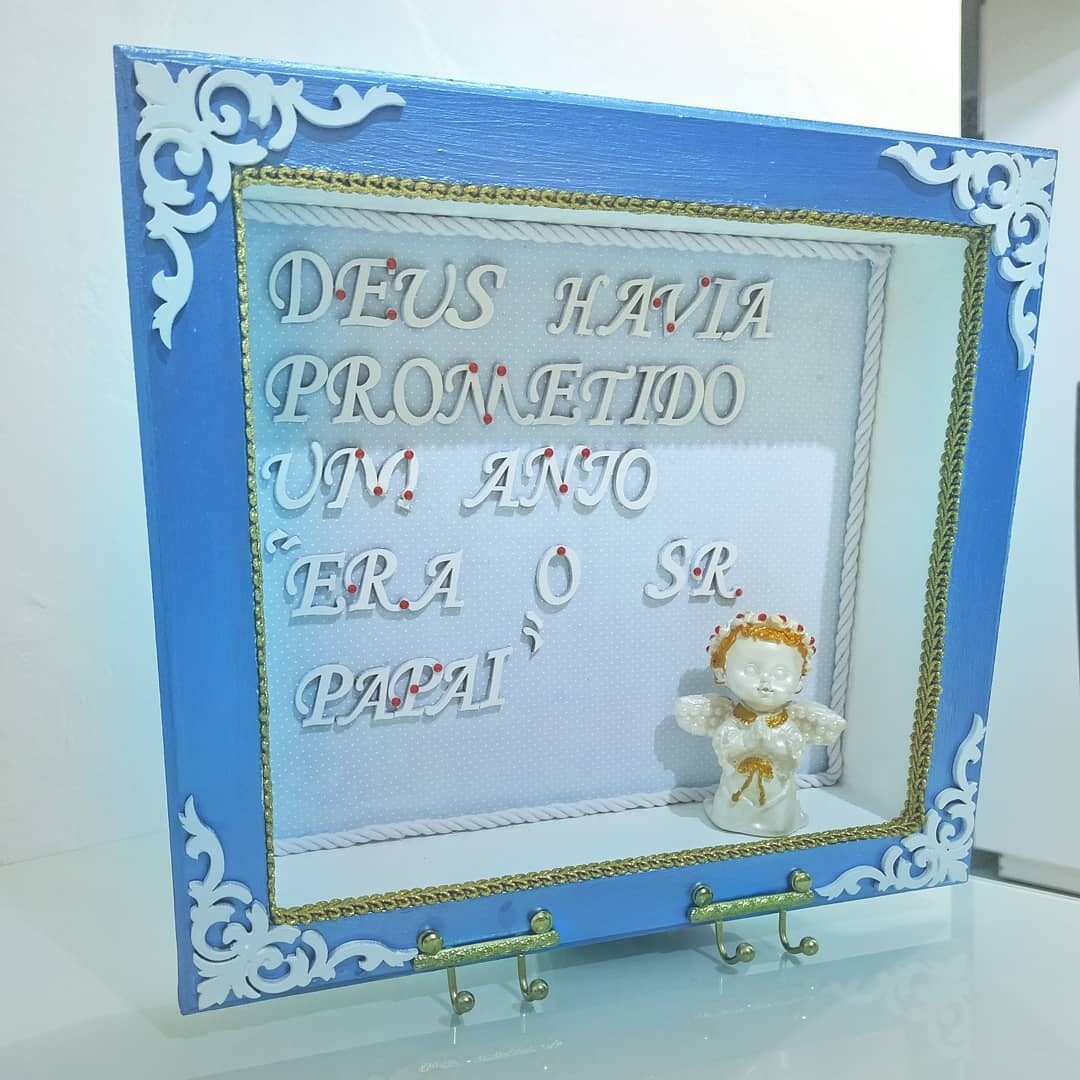 DEUS HAVIA
PROMETIDO
UM ANJO
"ERA O SR.
PAPAI"